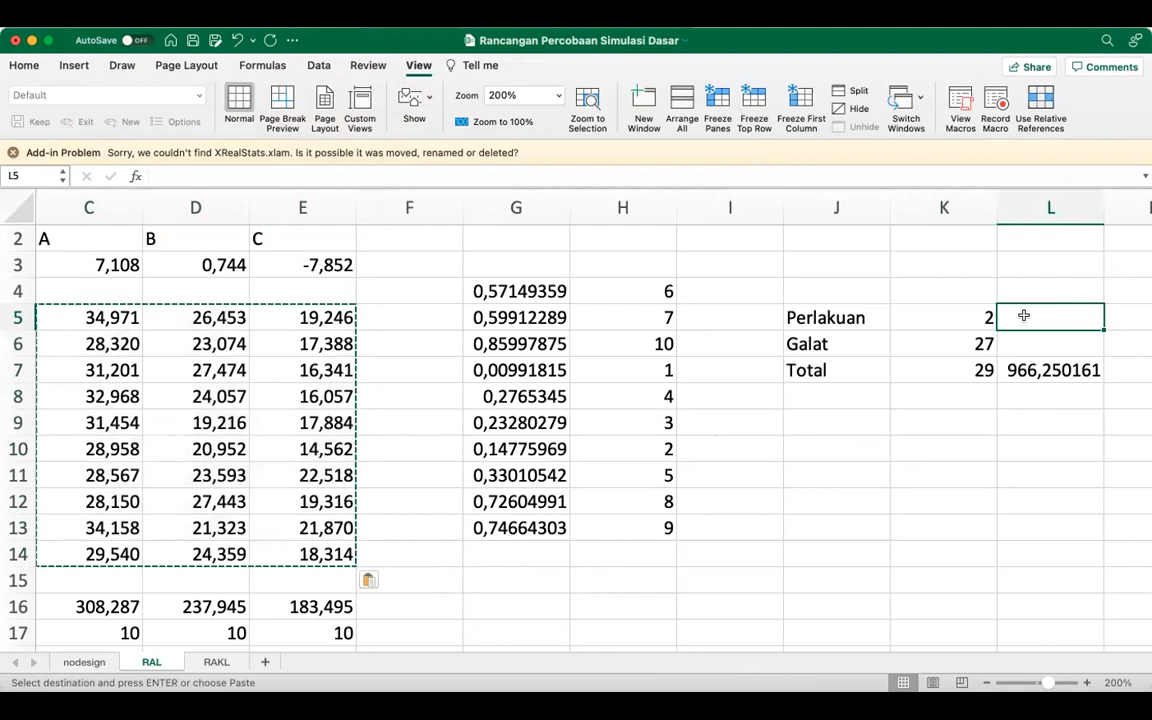 AutoSave OFF Rancangan Percobaan Simulasi Dasar
Home Insert Draw Page Layout Formulas Data Review View Tell me Share Comments
Default Zoom 200% Split
Hide
Unhide
Keep Exit New Options Zoom to 100%
Normal Page Break Preview Page Layout Custom Views Show Zoom to Selection New Window Arrange All Freeze Panes Freeze Top Row Freeze First Column Switch Windows View Macros Record Macro Use Relative References
Add-in Problem Sorry, we couldn't find XRealStats.xlam. Is it possible it was moved, renamed or deleted?
L5 fx
C D E F G H I J K L
2 A B C
3 7,108 0,744 -7,852
4 0,57149359 6
5 34,971 26,453 19,246 0,59912289 7 Perlakuan 2
6 28,320 23,074 17,388 0,85997875 10 Galat 27
7 31,201 27,474 16,341 0,00991815 1 Total 29 966,250161
8 32,968 24,057 16,057 0,2765345 4
9 31,454 19,216 17,884 0,23280279 3
10 28,958 20,952 14,562 0,14775969 2
11 28,567 23,593 22,518 0,33010542 5
12 28,150 27,443 19,316 0,72604991 8
13 34,158 21,323 21,870 0,74664303 9
14 29,540 24,359 18,314
15
16 308,287 237,945 183,495
17 10 10 10
nodesign RAL RAKL
Select destination and press ENTER or choose Paste 200%